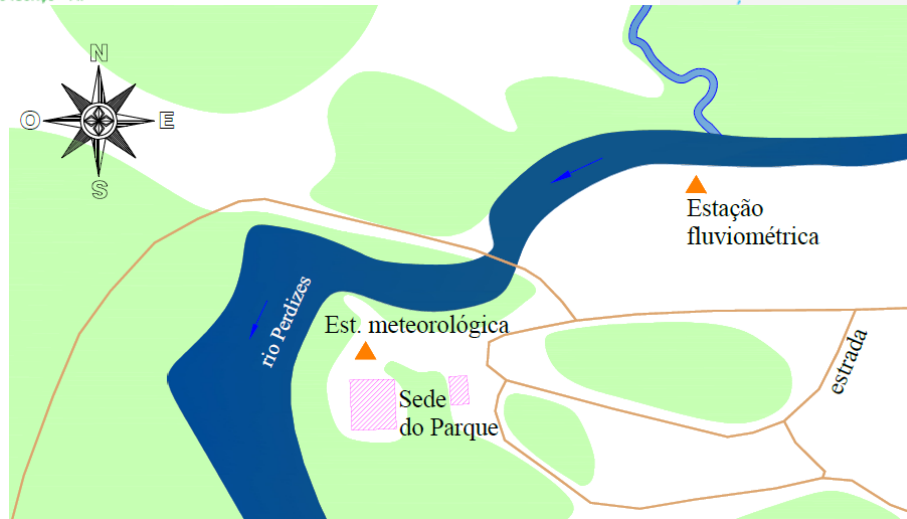 N
O
E
S
Estação
fluviométrica
rio Perdizes
Est. meteorológica
estrada
Sede
do Parque